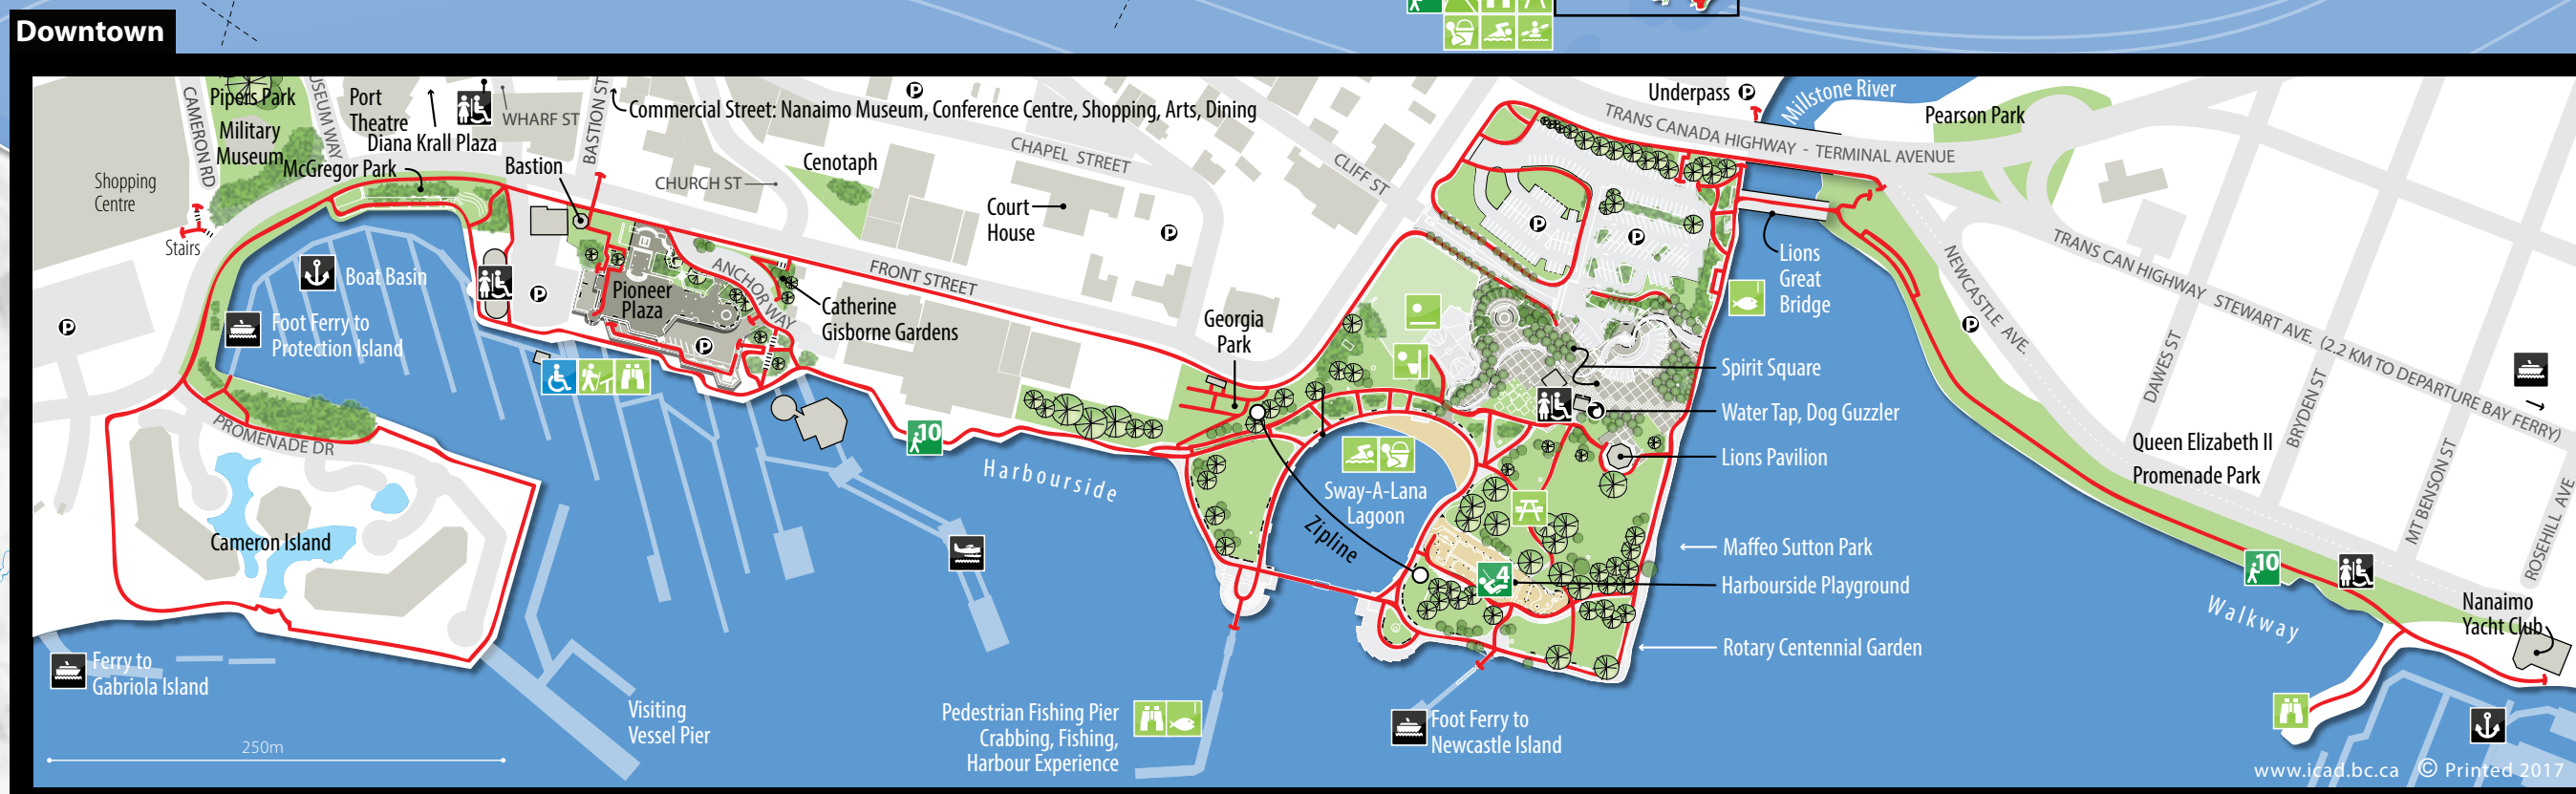 Downtown
CAMERON RD
Pipers Park
Military
Museum
USEUM WAY
Port
Theatre
Diana Krall Plaza
WHARF ST
BASTION ST
Commercial Street: Nanaimo Museum, Conference Centre, Shopping, Arts, Dining
P
McGregor Park
Bastion
CHURCH ST
Cenotaph
CHAPEL STREET
CLIFF ST
Court
House
P
Shopping
Centre
Stairs
Boat Basin
Foot Ferry to
Protection Island
P
P
Pioneer
Plaza
P
ANCHOR WAY
Catherine
Gisborne Gardens
FRONT STREET
Georgia
Park
PROMENADE DR
Cameron Island
Ferry to
Gabriola Island
250m
Visiting
Vessel Pier
10
Harbourside
Pedestrian Fishing Pier
Crabbing, Fishing,
Harbour Experience
Zipline
Sway-A-Lana
Lagoon
4
Foot Ferry to
Newcastle Island
Underpass P
Millstone River
TRANS CANADA HIGHWAY - TERMINAL AVENUE
Pearson Park
P
P
Lions
Great
Bridge
Spirit Square
Water Tap, Dog Guzzler
Lions Pavilion
Maffeo Sutton Park
Harbourside Playground
Rotary Centennial Garden
NEWCASTLE AVE.
P
TRANS CAN HIGHWAY STEWART AVE. (2.2 KM TO DEPARTURE BAY FERRY)
DAWES ST
BRYDEN ST
MT BENSON ST
ROSEHILL AVE
Queen Elizabeth II
Promenade Park
10
Walkway
Nanaimo
Yacht Club
www.icad.bc.ca © Printed 2017